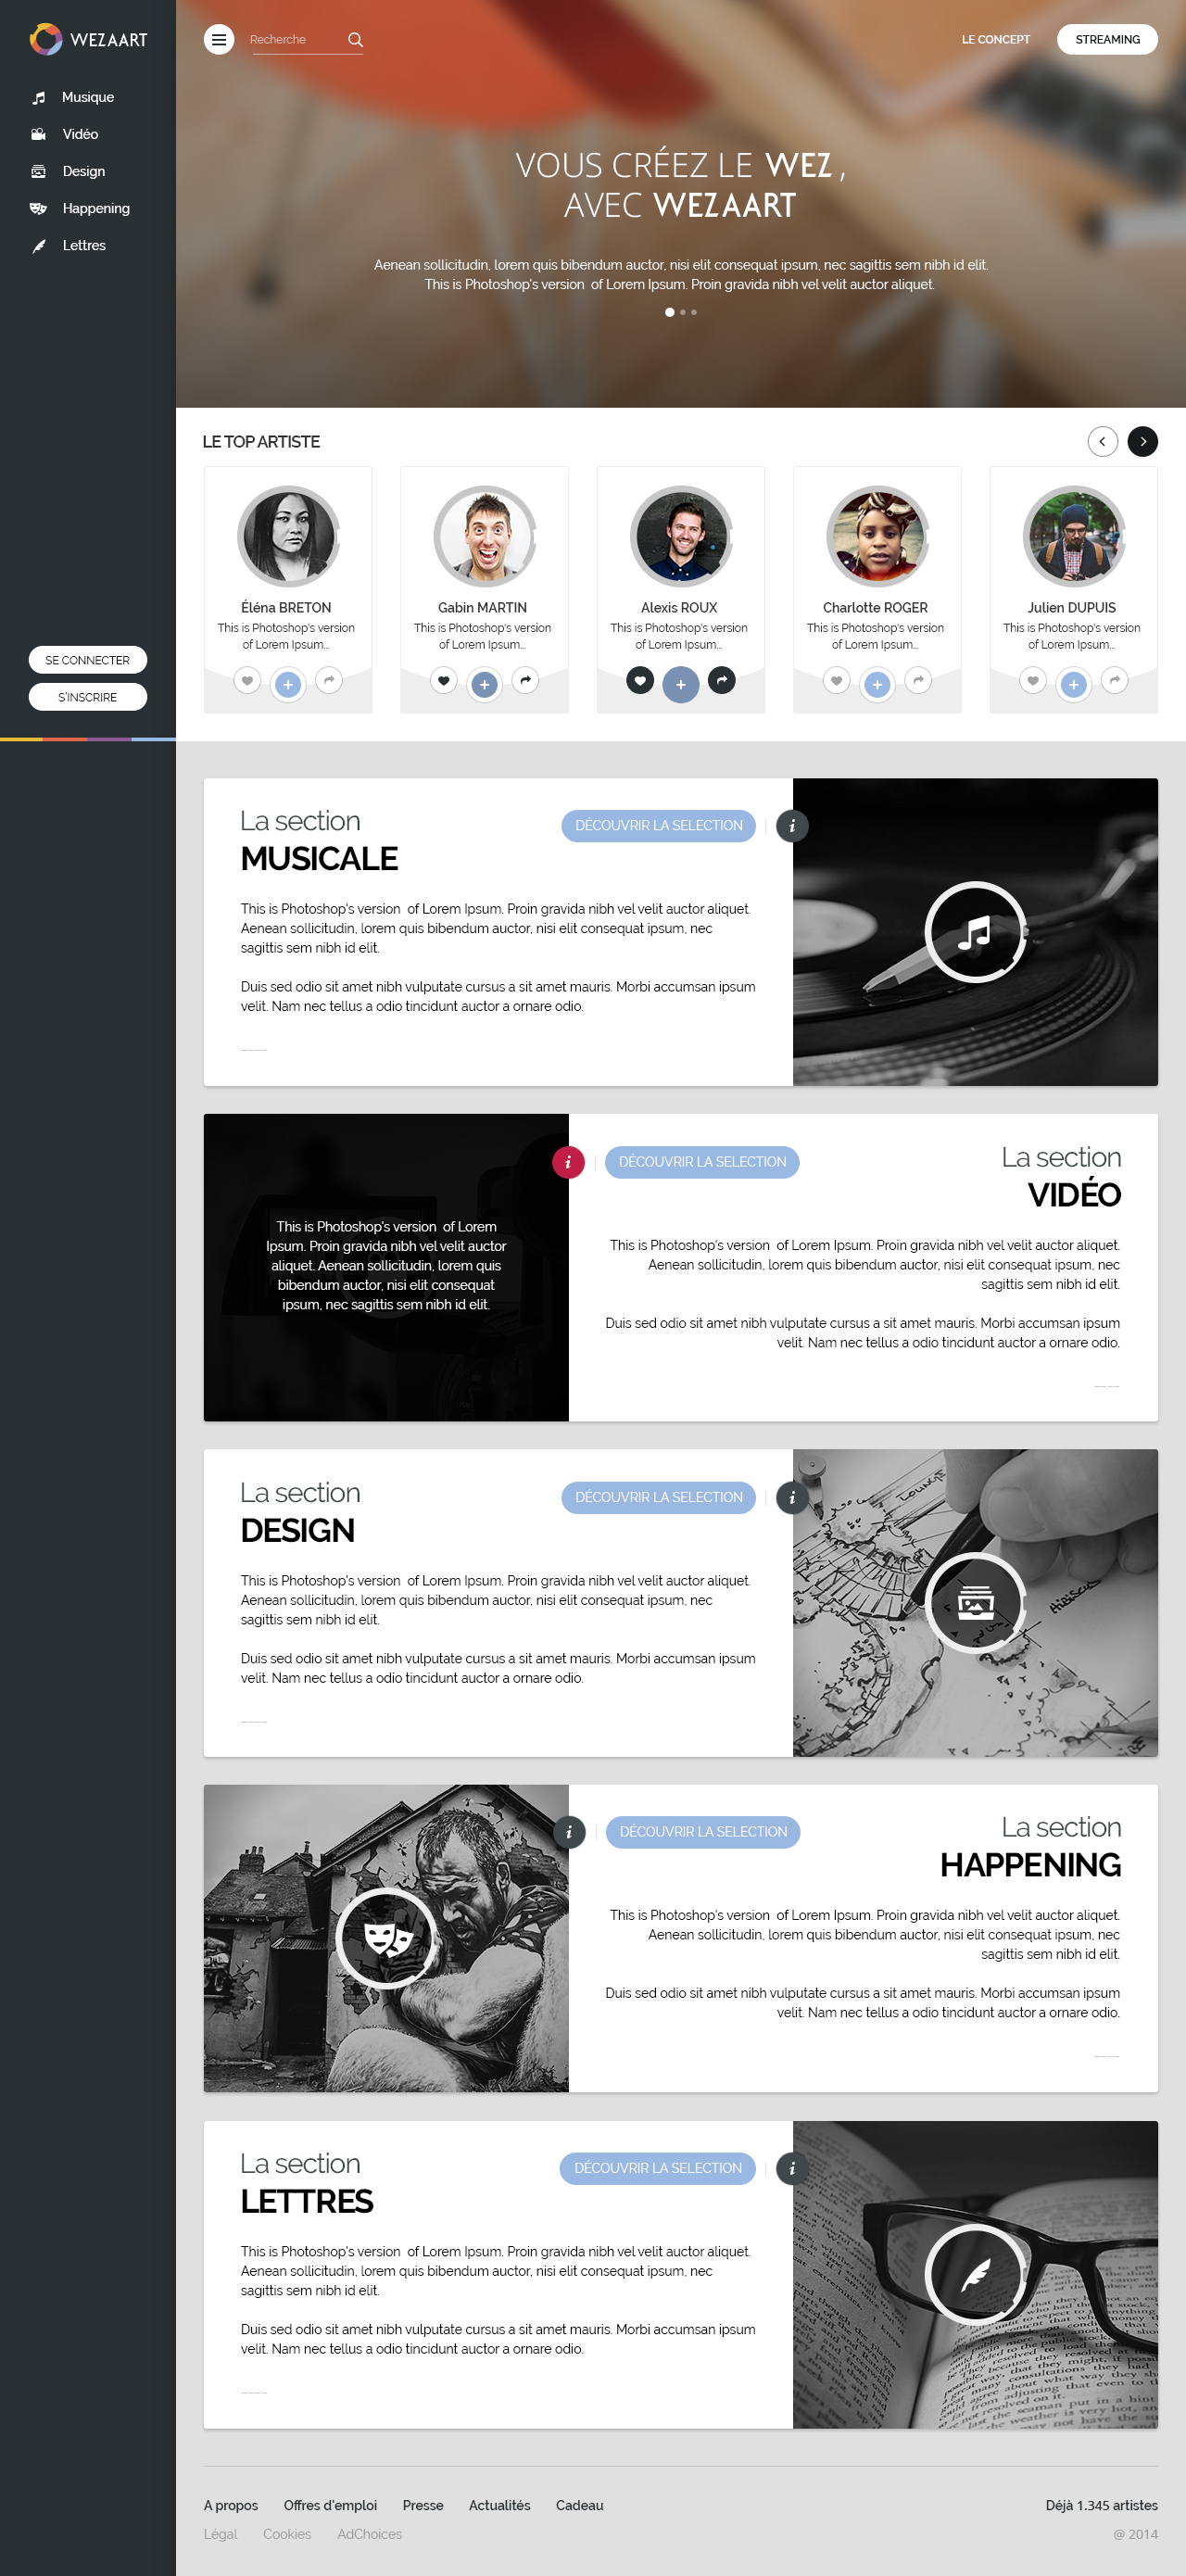 WEZAART
Musique
Vidéo
Design
Happening
Lettres
SE CONNECTER
S'INSCRIRE
Recherche
LE CONCEPT
STREAMING
VOUS CRÉEZ LE WEZ ,
AVEC WEZAART
Aenean sollicitudin, lorem quis bibendum auctor, nisi elit consequat ipsum, nec sagittis sem nibh id elit.
This is Photoshop's version  of Lorem Ipsum. Proin gravida nibh vel velit auctor aliquet.
LE TOP ARTISTE
Éléna BRETON
This is Photoshop's version
of Lorem Ipsum...
Gabin MARTIN
This is Photoshop's version
of Lorem Ipsum...
Alexis ROUX
This is Photoshop's version
of Lorem Ipsum...
Charlotte ROGER
This is Photoshop's version
of Lorem Ipsum...
Julien DUPUIS
This is Photoshop's version
of Lorem Ipsum...
La section
MUSICALE
DÉCOUVRIR LA SELECTION
i
This is Photoshop's version  of Lorem Ipsum. Proin gravida nibh vel velit auctor aliquet.
Aenean sollicitudin, lorem quis bibendum auctor, nisi elit consequat ipsum, nec
sagittis sem nibh id elit.
Duis sed odio sit amet nibh vulputate cursus a sit amet mauris. Morbi accumsan ipsum
velit. Nam nec tellus a odio tincidunt auctor a ornare odio.
____
This is Photoshop's version  of Lorem
Ipsum. Proin gravida nibh vel velit auctor
aliquet. Aenean sollicitudin, lorem quis
bibendum auctor, nisi elit consequat
ipsum, nec sagittis sem nibh id elit.
i
DÉCOUVRIR LA SELECTION
La section
VIDÉO
This is Photoshop's version  of Lorem Ipsum. Proin gravida nibh vel velit auctor aliquet.
Aenean sollicitudin, lorem quis bibendum auctor, nisi elit consequat ipsum, nec
sagittis sem nibh id elit.
Duis sed odio sit amet nibh vulputate cursus a sit amet mauris. Morbi accumsan ipsum
velit. Nam nec tellus a odio tincidunt auctor a ornare odio.
____
La section
DESIGN
DÉCOUVRIR LA SELECTION
i
This is Photoshop's version  of Lorem Ipsum. Proin gravida nibh vel velit auctor aliquet.
Aenean sollicitudin, lorem quis bibendum auctor, nisi elit consequat ipsum, nec
sagittis sem nibh id elit.
Duis sed odio sit amet nibh vulputate cursus a sit amet mauris. Morbi accumsan ipsum
velit. Nam nec tellus a odio tincidunt auctor a ornare odio.
____
HiBiSCUS
i
DÉCOUVRIR LA SELECTION
La section
HAPPENING
This is Photoshop's version  of Lorem Ipsum. Proin gravida nibh vel velit auctor aliquet.
Aenean sollicitudin, lorem quis bibendum auctor, nisi elit consequat ipsum, nec
sagittis sem nibh id elit.
Duis sed odio sit amet nibh vulputate cursus a sit amet mauris. Morbi accumsan ipsum
velit. Nam nec tellus a odio tincidunt auctor a ornare odio.
____
La section
LETTRES
DÉCOUVRIR LA SELECTION
i
This is Photoshop's version  of Lorem Ipsum. Proin gravida nibh vel velit auctor aliquet.
Aenean sollicitudin, lorem quis bibendum auctor, nisi elit consequat ipsum, nec
sagittis sem nibh id elit.
Duis sed odio sit amet nibh vulputate cursus a sit amet mauris. Morbi accumsan ipsum
velit. Nam nec tellus a odio tincidunt auctor a ornare odio.
____
A propos
Offres d'emploi
Presse
Actualités
Cadeau
Déjà 1.345 artistes
Légal
Cookies
AdChoices
@ 2014